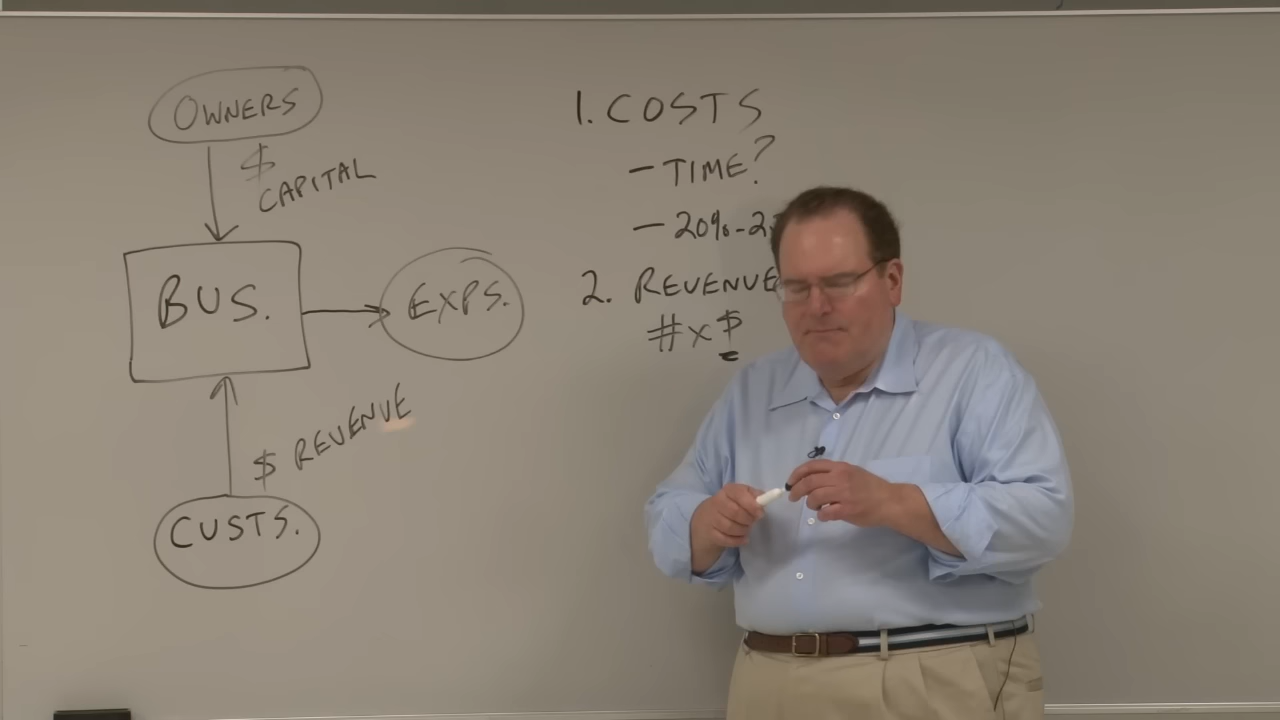 OWNERS
$
CAPITAL
BUS.
EXPS.
$ REVENUE
CUSTS.
1. COSTS
- TIME?
- 20%-2
2. REVENUE
# x $